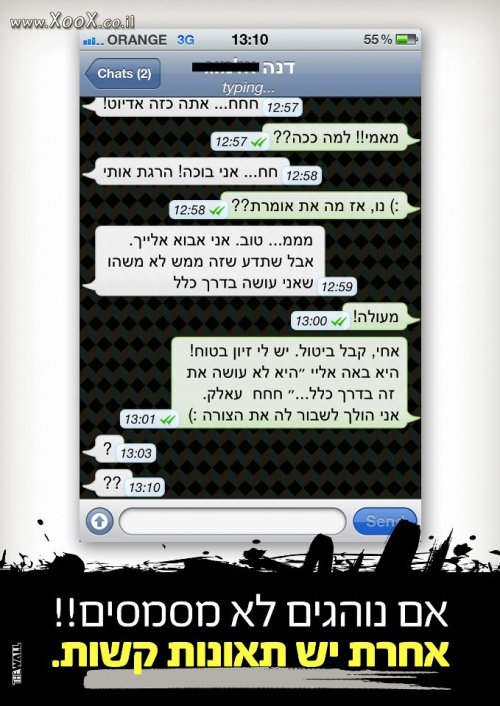 www.XooX.co.il
ORANGE 3G 13:10 55%
Chats (2)
דנה
typing...
חחח... אתה כזה אדיוט! 12:57
מאמי!! למה ככה?? 12:57
חח... אני בוכה! הרגת אותי 12:58
:) נו, אז מה את אומרת?? 12:58
מממ... טוב. אני אבוא אלייך.
אבל שתדע שזה ממש לא משהו
שאני עושה בדרך כלל 12:59
מעולה! 13:00
אחי, קבל ביטול. יש לי זיון בטוח!
היא באה אליי "היא לא עושה את
זה בדרך כלל..." חחח עאלק.
אני הולך לשבור לה את הצורה :) 13:01
? 13:03
?? 13:10
Send
אם נוהגים לא מסמסים!!
אחרת יש תאונות קשות.
THE WALL